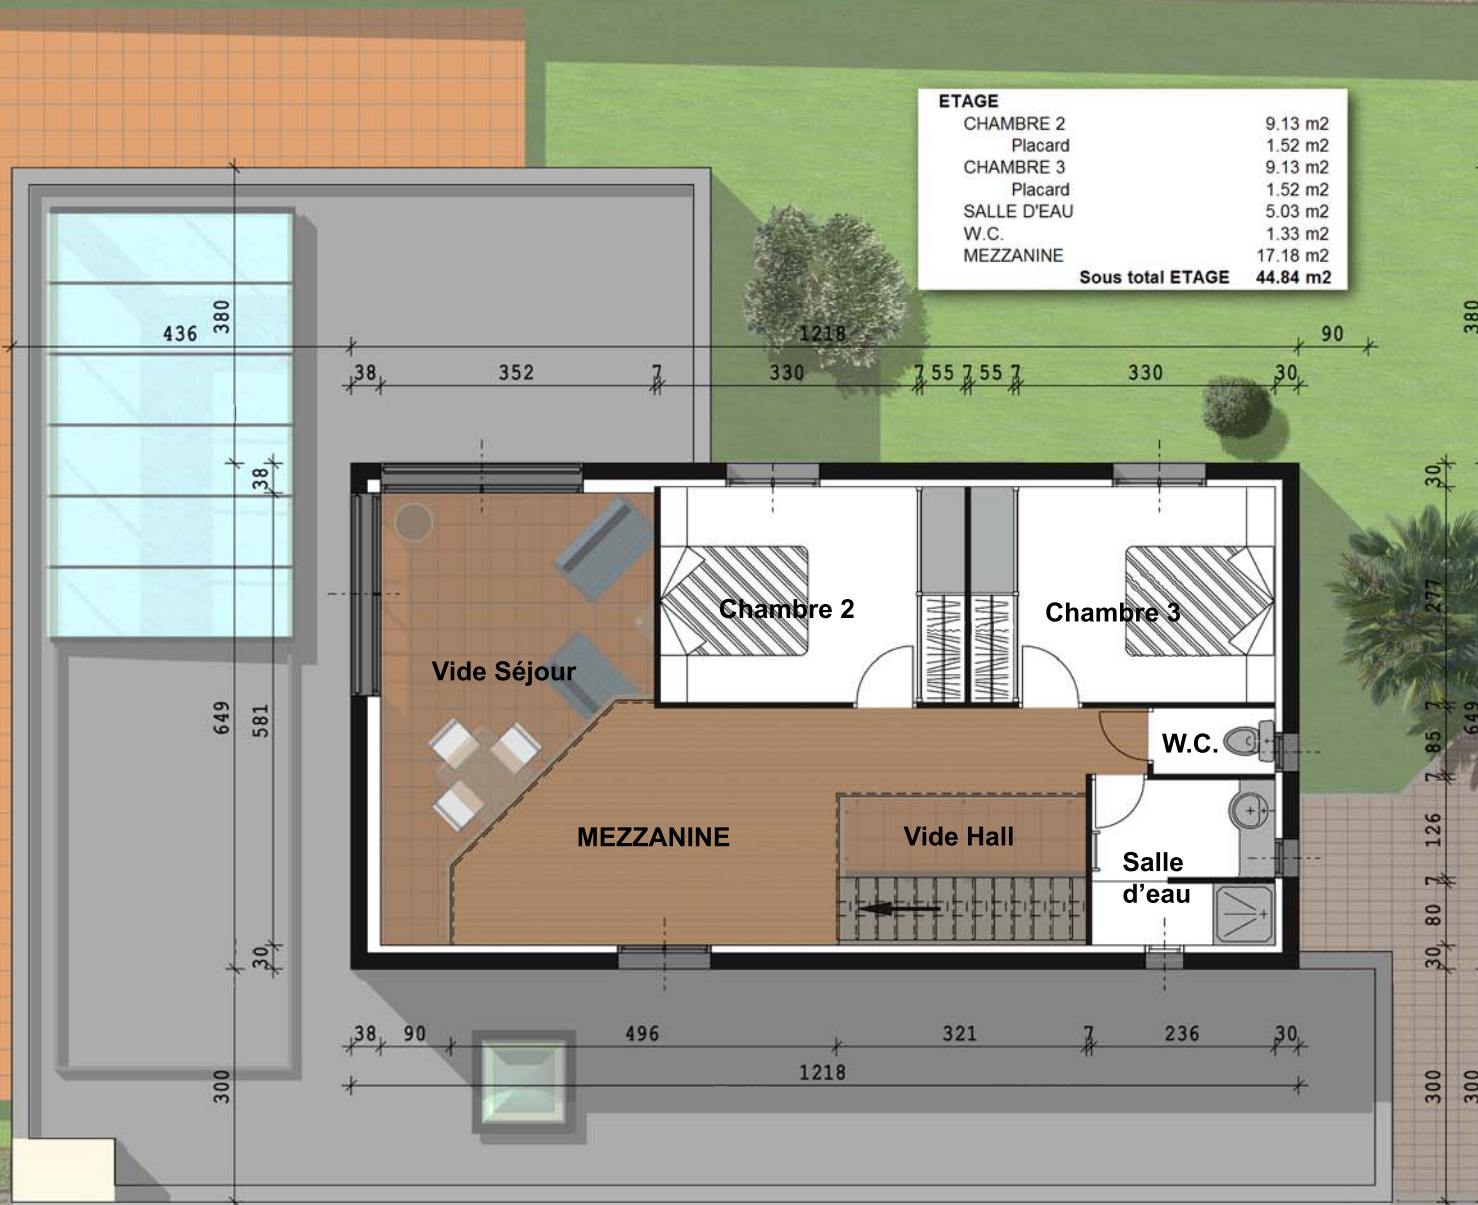 ETAGE
CHAMBRE 2 9.13 m2
Placard 1.52 m2
CHAMBRE 3 9.13 m2
Placard 1.52 m2
SALLE D'EAU 5.03 m2
W.C. 1.33 m2
MEZZANINE 17.18 m2
Sous total ETAGE 44.84 m2
380
380
436
1218
90
38
352
7
330
7
55
7
55
7
330
30
38
30
277
Chambre 2
Chambre 3
Vide Séjour
649
581
7
649
W.C.
85
7
MEZZANINE
Vide Hall
126
Salle
d’eau
7
80
30
30
38
90
496
321
7
236
30
1218
300
300
300